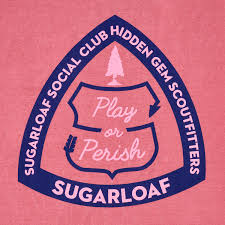 SUGARLOAF SOCIAL CLUB HIDDEN GEM SCOUTFITTERS
Play
or
Perish
SUGARLOAF